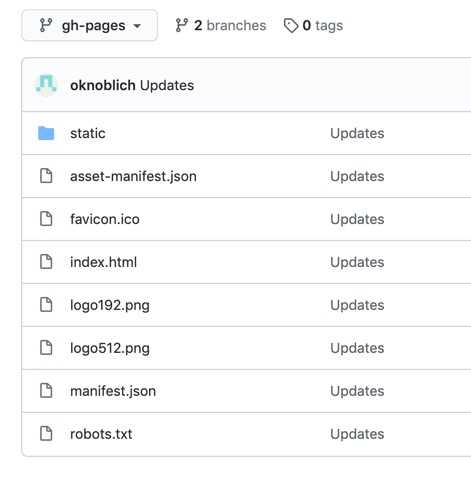 gh-pages 2 branches 0 tags
oknoblich Updates
static Updates
asset-manifest.json Updates
favicon.ico Updates
index.html Updates
logo192.png Updates
logo512.png Updates
manifest.json Updates
robots.txt Updates